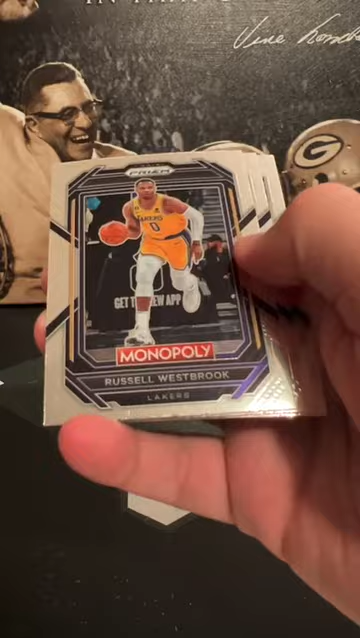 PRIZM
LAKERS
0
GET THE NEW APP
MONOPOLY
RUSSELL WESTBROOK
LAKERS
G